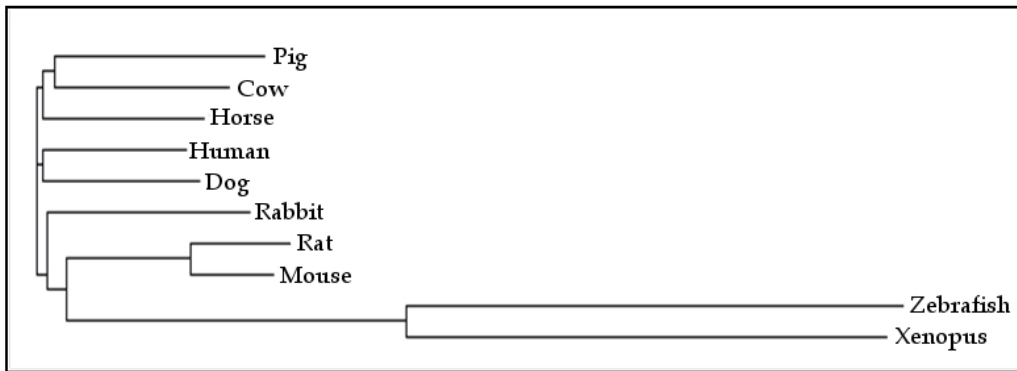 Pig
Cow
Horse
Human
Dog
Rabbit
Rat
Mouse
Zebrafish
Xenopus